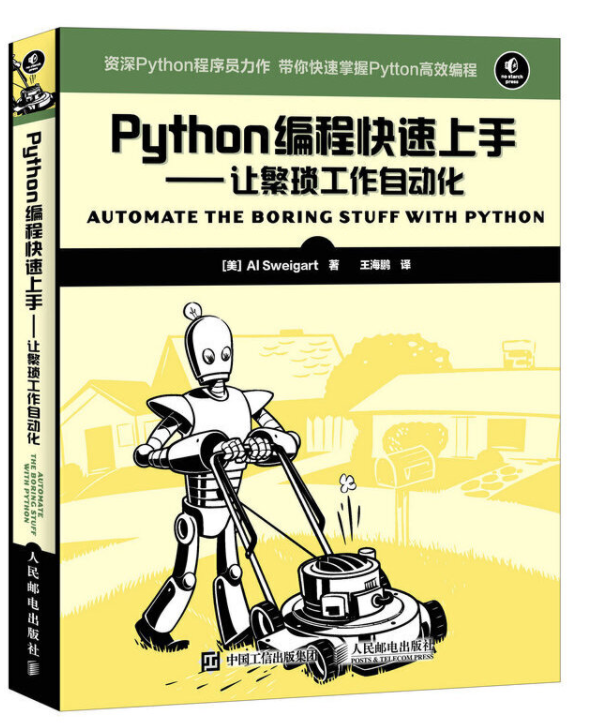 资深Python程序员力作 带你快速掌握Pytton高效编程
no starch
press
Python编程快速上手
——让繁琐工作自动化
AUTOMATE THE BORING STUFF WITH PYTHON
[美] Al Sweigart 著 王海鹏 译
中国工信出版集团
人民邮电出版社
POSTS & TELECOM PRESS
Python编程快速上手——让繁琐工作自动化
AUTOMATE
THE BORING STUFF
WITH PYTHON
人民邮电出版社